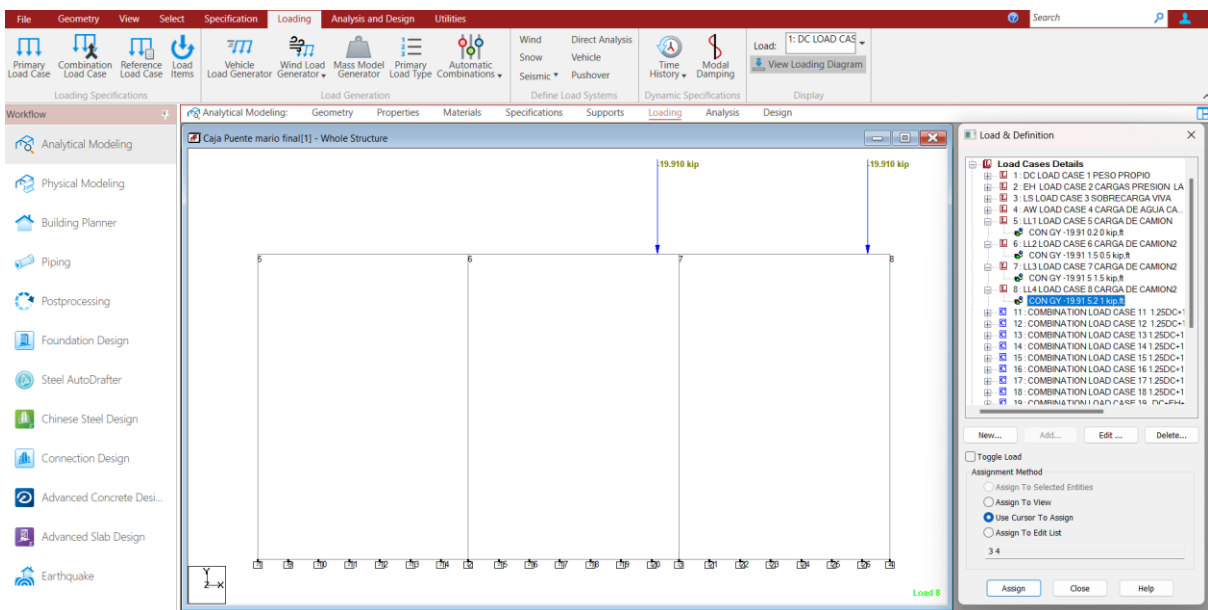 File Geometry View Select Specification Loading Analysis and Design Utilities Search
Wind Direct Analysis Load: 1: DC LOAD CAS
Snow Vehicle View Loading Diagram
Primary Load Case Combination Load Case Reference Load Case Load Items Vehicle Load Generator Wind Load Generator Mass Model Generator Primary Load Type Automatic Combinations Seismic Pushover Time History Modal Damping
Loading Specifications Load Generation Define Load Systems Dynamic Specifications Display
Workflow Analytical Modeling: Geometry Properties Materials Specifications Supports Loading Analysis Design
Analytical Modeling
Physical Modeling
Building Planner
Piping
Postprocessing
Foundation Design
Steel AutoDrafter
Chinese Steel Design
Connection Design
Advanced Concrete Desi...
Advanced Slab Design
Earthquake
Caja Puente mario final[1] - Whole Structure
-19.910 kip -19.910 kip
5 6 7 8
Y
Z X
Load 8
Load & Definition
Load Cases Details
1 : DC LOAD CASE 1 PESO PROPIO
2 : EH LOAD CASE 2 CARGAS PRESION LA
3 : LS LOAD CASE 3 SOBRECARGA VIVA
4 : AW LOAD CASE 4 CARGA DE AGUA CA...
5 : LL1 LOAD CASE 5 CARGA DE CAMION
CON GY -19.91 0.2 0 kip,ft
6 : LL2 LOAD CASE 6 CARGA DE CAMION2
CON GY -19.91 1.5 0.5 kip,ft
7 : LL3 LOAD CASE 7 CARGA DE CAMION2
CON GY -19.91 5 1.5 kip,ft
8 : LL4 LOAD CASE 8 CARGA DE CAMION2
CON GY -19.91 5.2 1 kip,ft
11 : COMBINATION LOAD CASE 11 1.25DC+1
12 : COMBINATION LOAD CASE 12 1.25DC+1
13 : COMBINATION LOAD CASE 13 1.25DC+1
14 : COMBINATION LOAD CASE 14 1.25DC+1
15 : COMBINATION LOAD CASE 15 1.25DC+1
16 : COMBINATION LOAD CASE 16 1.25DC+1
17 : COMBINATION LOAD CASE 17 1.25DC+1
18 : COMBINATION LOAD CASE 18 1.25DC+1
19 : COMBINATION LOAD CASE 19 DC+EH+
New... Add... Edit ... Delete...
Toggle Load
Assignment Method
Assign To Selected Entities
Assign To View
Use Cursor To Assign
Assign To Edit List
3 4
Assign Close Help